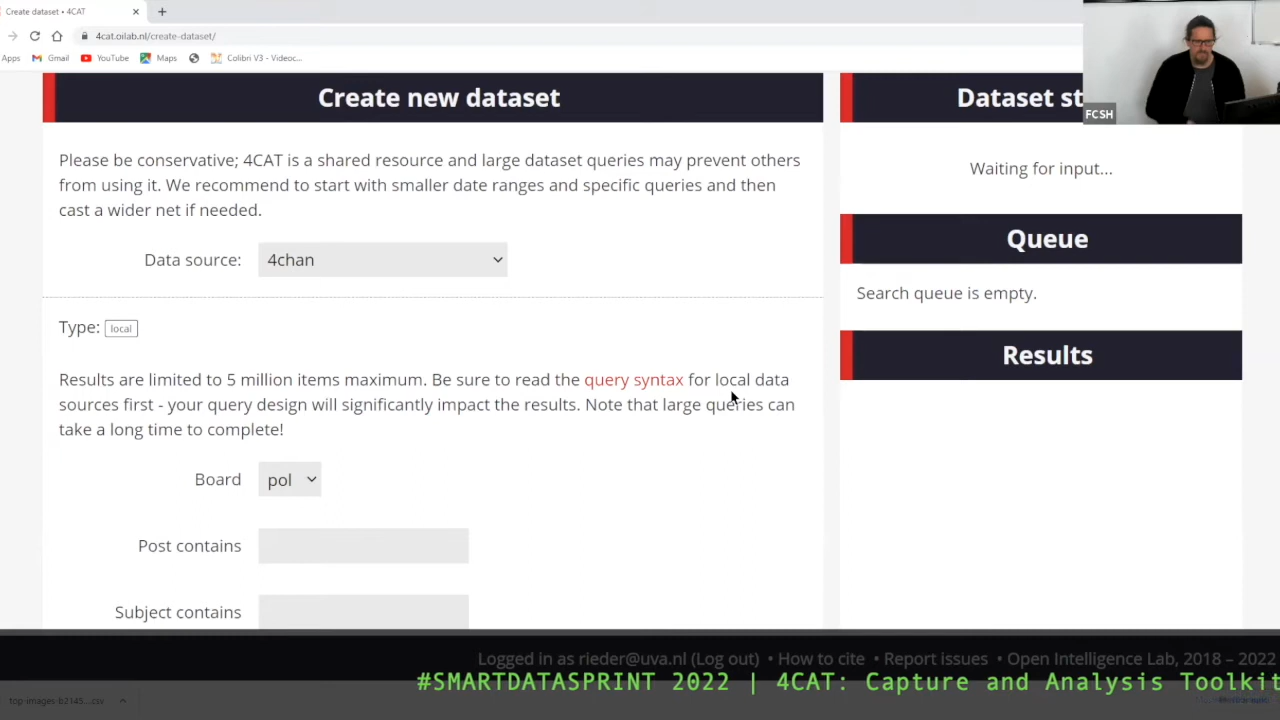 Create dataset • 4CAT
4cat.oilab.nl/create-dataset/
Apps
Gmail
YouTube
Maps
Colibri V3 - Videoc...
Create new dataset
Please be conservative; 4CAT is a shared resource and large dataset queries may prevent others
from using it. We recommend to start with smaller date ranges and specific queries and then
cast a wider net if needed.
Data source:
4chan
Type: local
Results are limited to 5 million items maximum. Be sure to read the query syntax for local data
sources first - your query design will significantly impact the results. Note that large queries can
take a long time to complete!
Board
pol
Post contains
Subject contains
Dataset st
Waiting for input...
Queue
Search queue is empty.
Results
FCSH
Logged in as rieder@uva.nl (Log out) • How to cite • Report issues • Open Intelligence Lab, 2018 – 2022
#SMARTDATASPRINT 2022 | 4CAT: Capture and Analysis Toolkit
top-images-b2145...csv